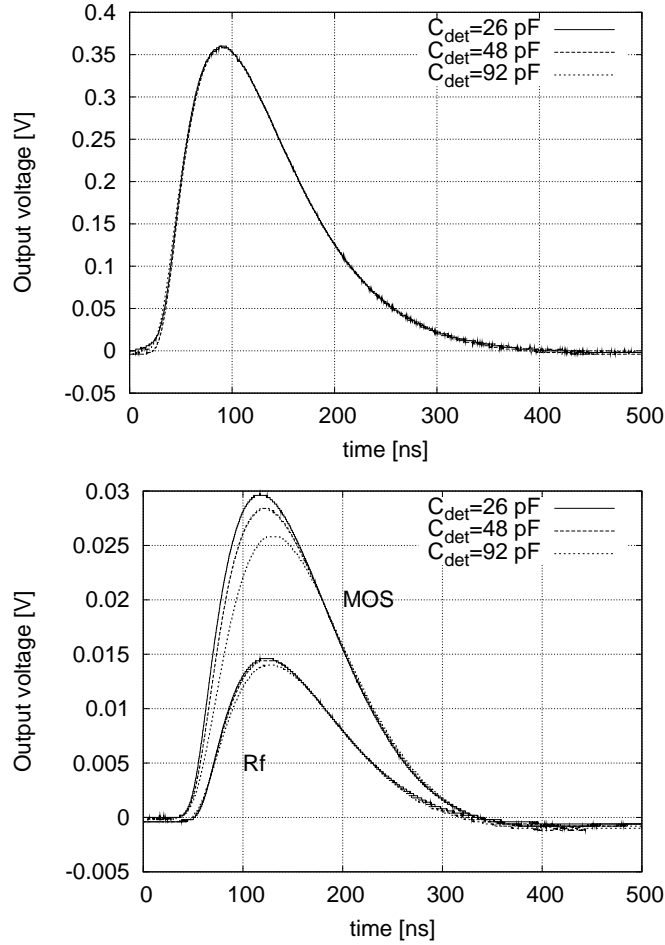 0.4
0.35
0.3
0.25
0.2
0.15
0.1
0.05
0
-0.05
Output voltage [V]
C_det=26 pF
C_det=48 pF
C_det=92 pF
0 100 200 300 400 500
time [ns]
0.03
0.025
0.02
0.015
0.01
0.005
0
-0.005
Output voltage [V]
C_det=26 pF
C_det=48 pF
C_det=92 pF
MOS
Rf
0 100 200 300 400 500
time [ns]